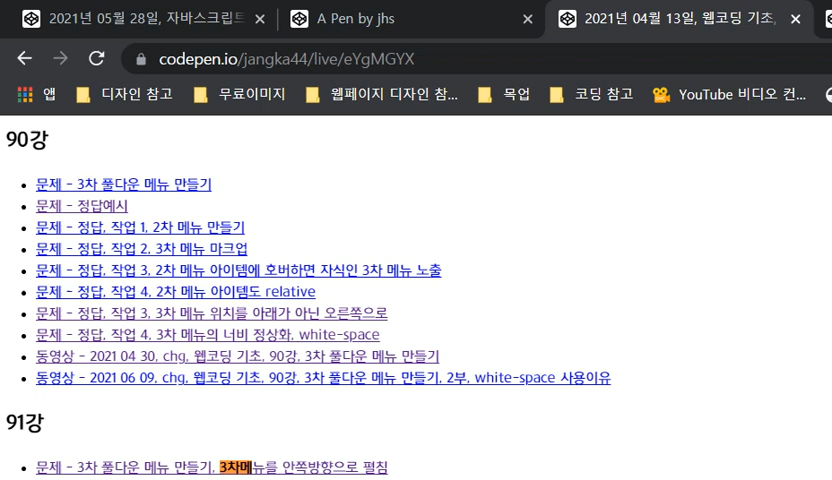 2021년 05월 28일, 자바스크립트
A Pen by jhs
2021년 04월 13일, 웹코딩 기초,
codepen.io/jangka44/live/eYgMGYX
앱
디자인 참고
무료이미지
웹페이지 디자인 참...
목업
코딩 참고
YouTube 비디오 컨...
90강
문제 - 3차 풀다운 메뉴 만들기
문제 - 정답예시
문제 - 정답, 작업 1, 2차 메뉴 만들기
문제 - 정답, 작업 2, 3차 메뉴 마크업
문제 - 정답, 작업 3, 2차 메뉴 아이템에 호버하면 자식인 3차 메뉴 노출
문제 - 정답, 작업 4, 2차 메뉴 아이템도 relative
문제 - 정답, 작업 3, 3차 메뉴 위치를 아래가 아닌 오른쪽으로
문제 - 정답, 작업 4, 3차 메뉴의 너비 정상화, white-space
동영상 - 2021 04 30, chg, 웹코딩 기초, 90강, 3차 풀다운 메뉴 만들기
동영상 - 2021 06 09, chg, 웹코딩 기초, 90강, 3차 풀다운 메뉴 만들기, 2부, white-space 사용이유
91강
문제 - 3차 풀다운 메뉴 만들기, 3차메뉴를 안쪽방향으로 펼침